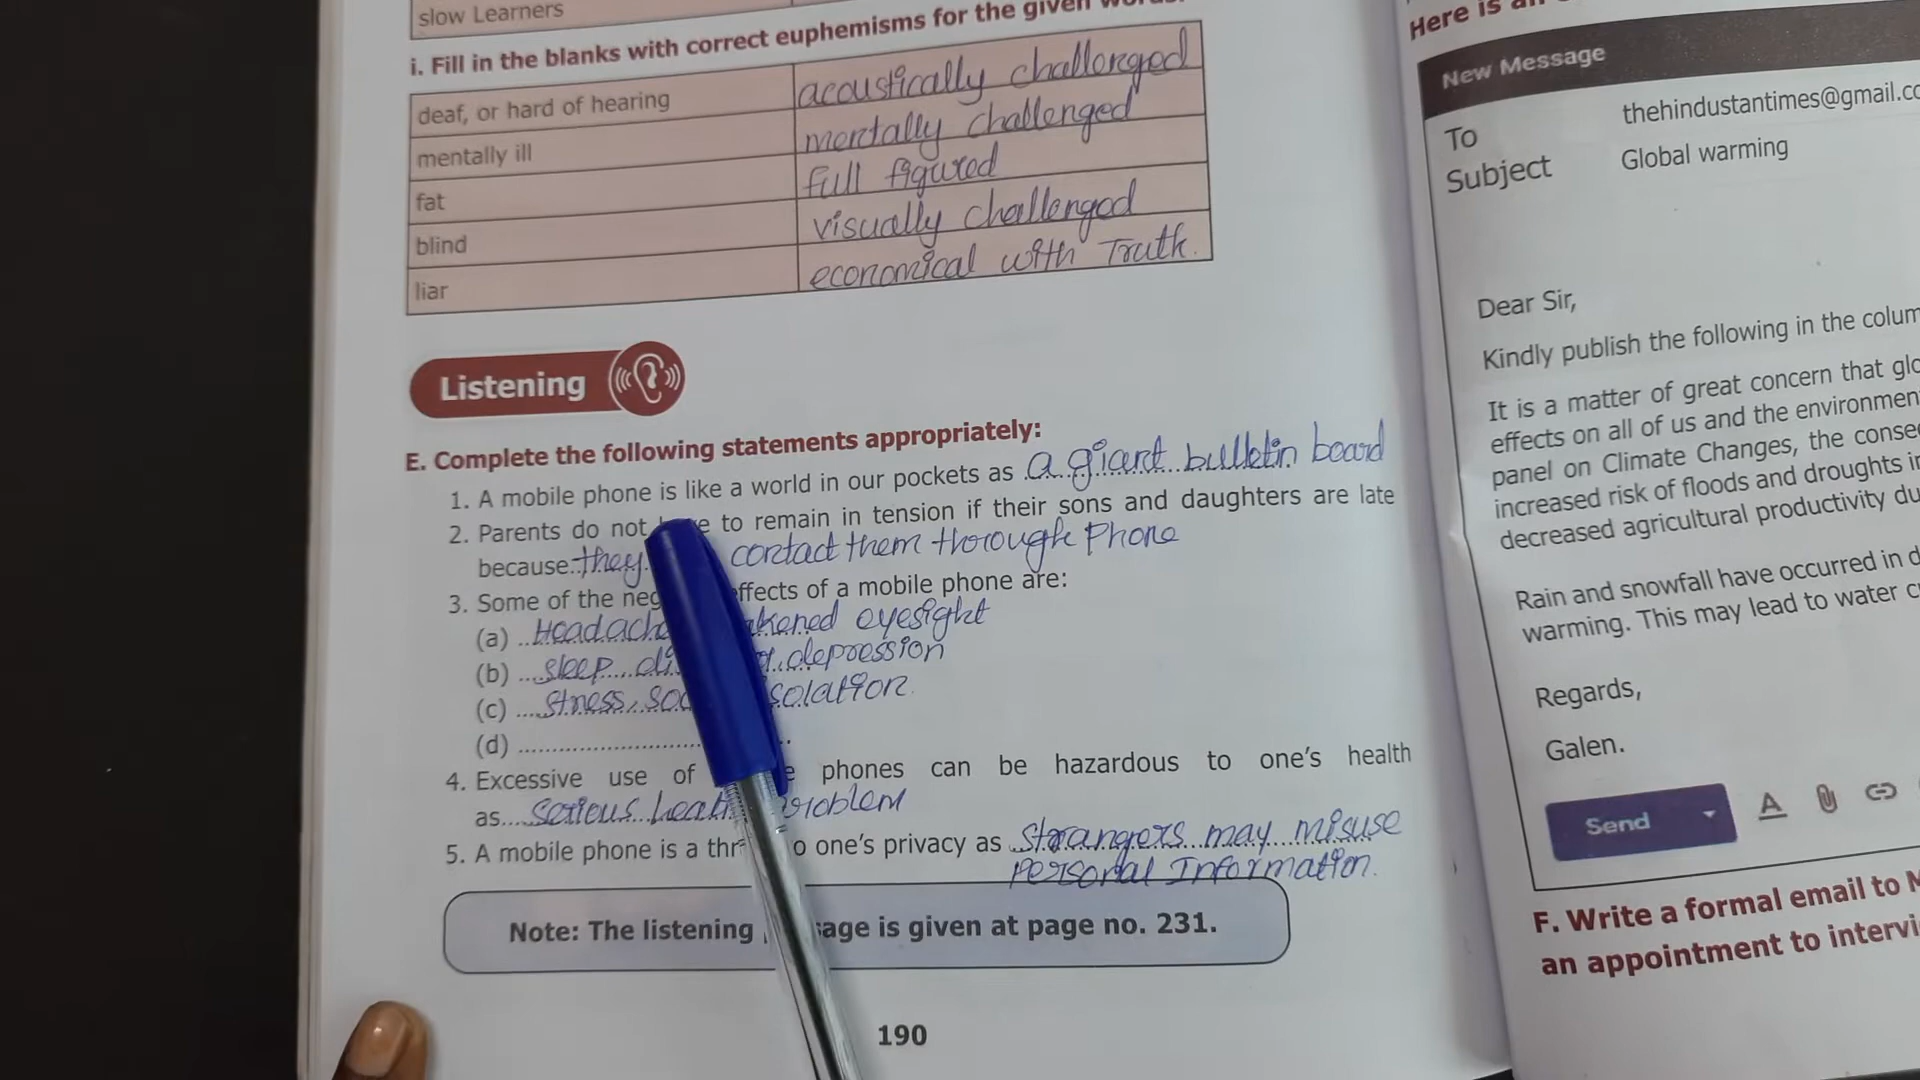 slow Learners
i. Fill in the blanks with correct euphemisms for the given words.
deaf, or hard of hearing acoustically challenged
mentally ill mentally challenged
fat full figured
blind visually challenged
liar economical with Truth.
Listening
E. Complete the following statements appropriately:
1. A mobile phone is like a world in our pockets as a giant bulletin board
2. Parents do not to remain in tension if their sons and daughters are late
because they contact them thorough Phone
3. Some of the effects of a mobile phone are:
(a) Headache eyesight
(b) sleep depression
(c) stress,
(d)
4. Excessive use of phones can be hazardous to one's health
as serious problem
5. A mobile phone is a one's privacy as strangers may misuse
Personal Information.
Note: The listening is given at page no. 231.
190
Here is
New Message
To thehindustantimes@gmail.co
Subject Global warming
Dear Sir,
Kindly publish the following in the colum
It is a matter of great concern that glo
effects on all of us and the environmen
panel on Climate Changes, the conse
increased risk of floods and droughts in
decreased agricultural productivity du
Rain and snowfall have occurred in d
warming. This may lead to water c
Regards,
Galen.
Send
F. Write a formal email to M
an appointment to intervi